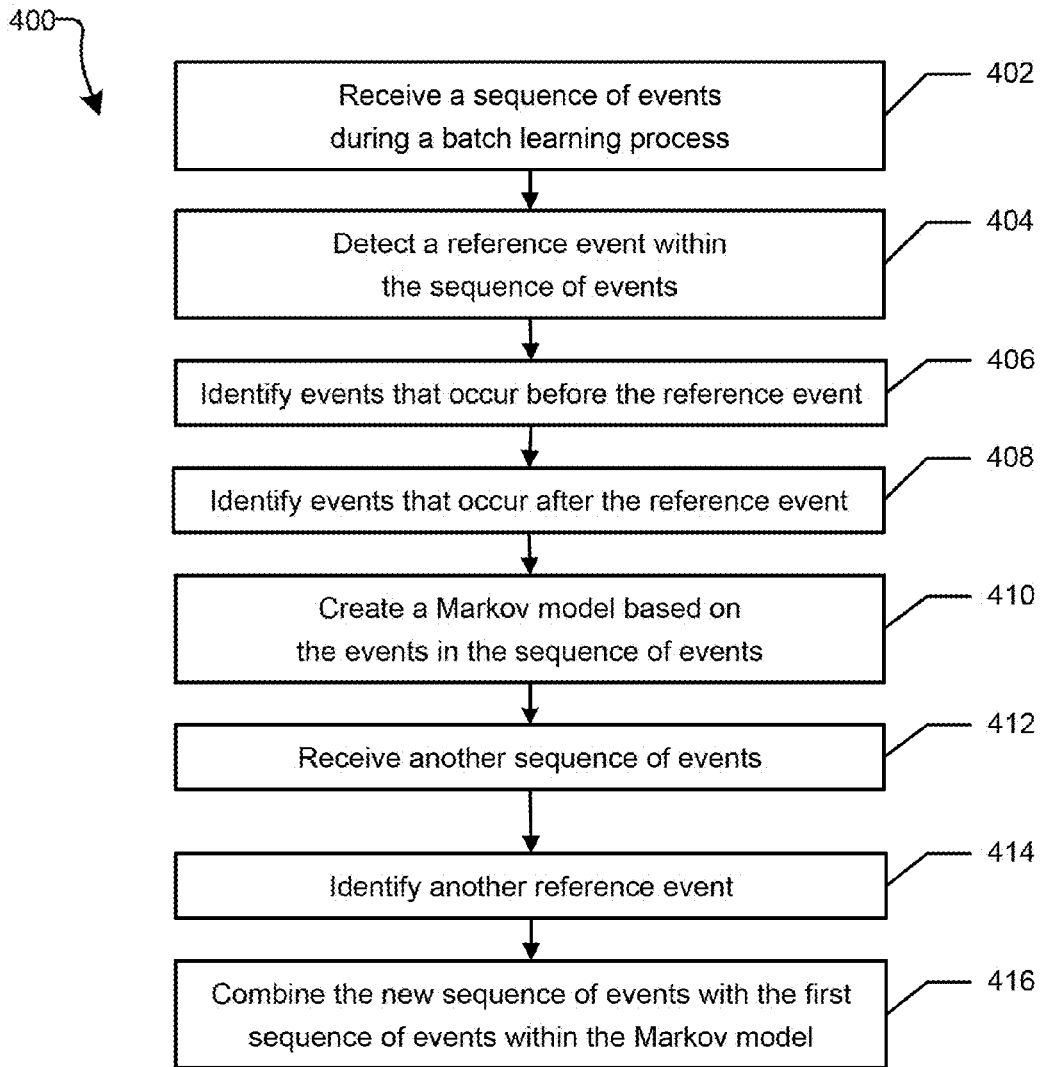 400
Receive a sequence of events
during a batch learning process
402
Detect a reference event within
the sequence of events
404
Identify events that occur before the reference event
406
Identify events that occur after the reference event
408
Create a Markov model based on
the events in the sequence of events
410
Receive another sequence of events
412
Identify another reference event
414
Combine the new sequence of events with the first
sequence of events within the Markov model
416